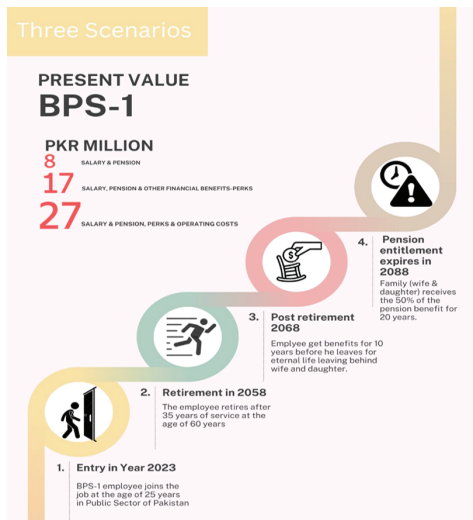 Three Scenarios
PRESENT VALUE
BPS-1
PKR MILLION
8 SALARY & PENSION
17 SALARY, PENSION & OTHER FINANCIAL BENEFITS-PERKS
27 SALARY & PENSION, PERKS & OPERATING COSTS
4. Pension
entitlement
expires in
2088
Family (wife &
daughter) receives
the 50% of the
pension benefit for
20 years.
3. Post retirement
2068
Emplyee get benefits for 10
years before he leaves for
eternal life leaving behind
wife and daughter.
2. Retirement in 2058
The employee retires after
35 years of service at the
age of 60 years
1. Entry in Year 2023
BPS-1 employee joins the
job at the age of 25 years
in Public Sector of Pakistan